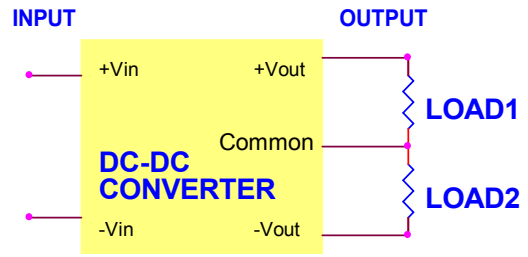 INPUT
OUTPUT
+Vin
+Vout
LOAD1
Common
DC-DC
CONVERTER
LOAD2
-Vin
-Vout